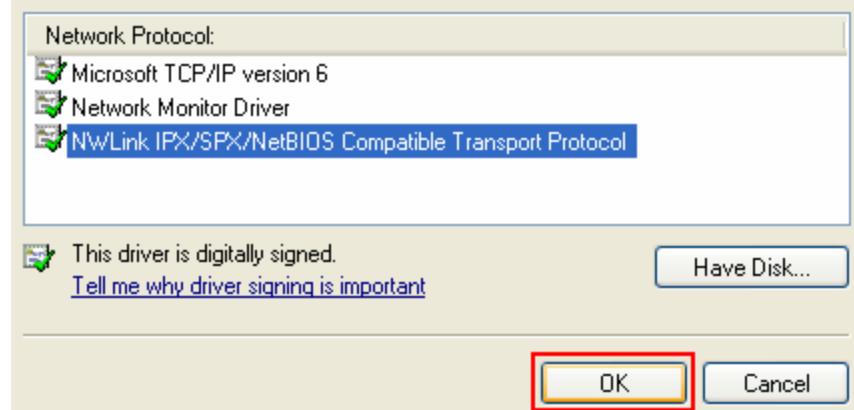 Network Protocol:
Microsoft TCP/IP version 6
Network Monitor Driver
NWLink IPX/SPX/NetBIOS Compatible Transport Protocol
This driver is digitally signed.
Tell me why driver signing is important
Have Disk...
OK
Cancel